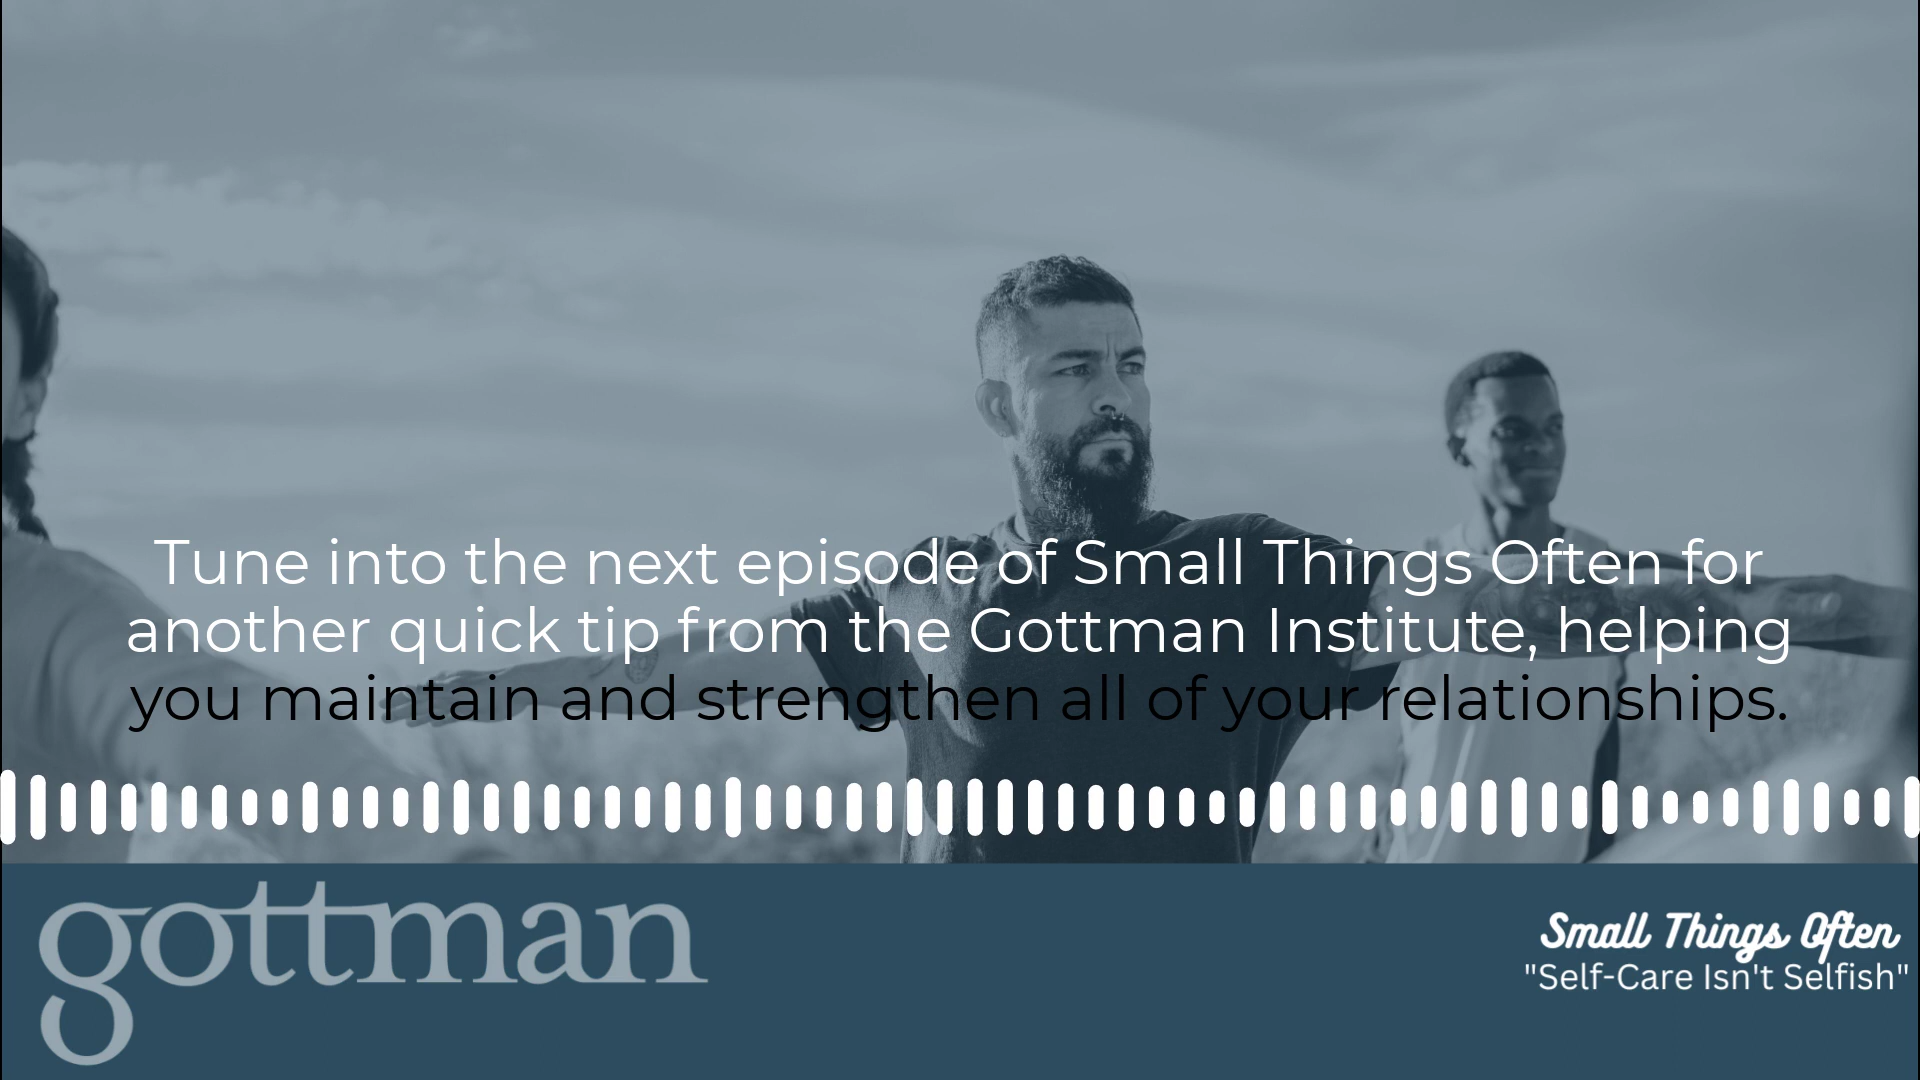 Tune into the next episode of Small Things Often for
another quick tip from the Gottman Institute, helping
you maintain and strengthen all of your relationships.
gottman
Small Things Often
"Self-Care Isn't Selfish"